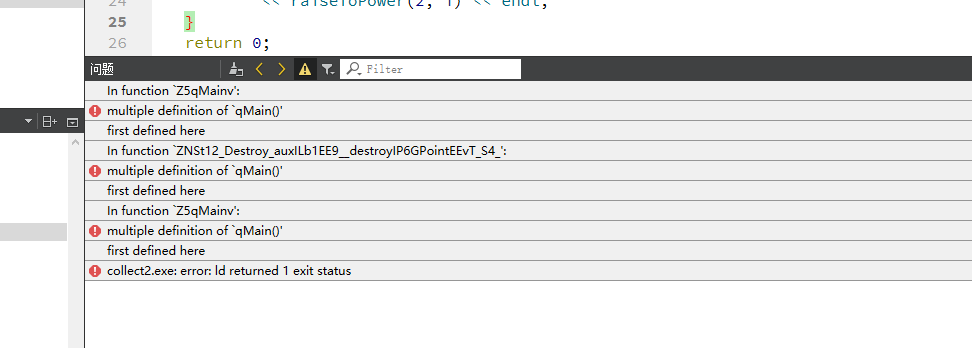 24 << raiseToPower(2, i) << endl;
25 }
26 return 0;
问题 Filter
In function `Z5qMainv':
multiple definition of `qMain()'
first defined here
In function `ZNSt12_Destroy_auxILb1EE9__destroyIP6GPointEEvT_S4_':
multiple definition of `qMain()'
first defined here
In function `Z5qMainv':
multiple definition of `qMain()'
first defined here
collect2.exe: error: ld returned 1 exit status